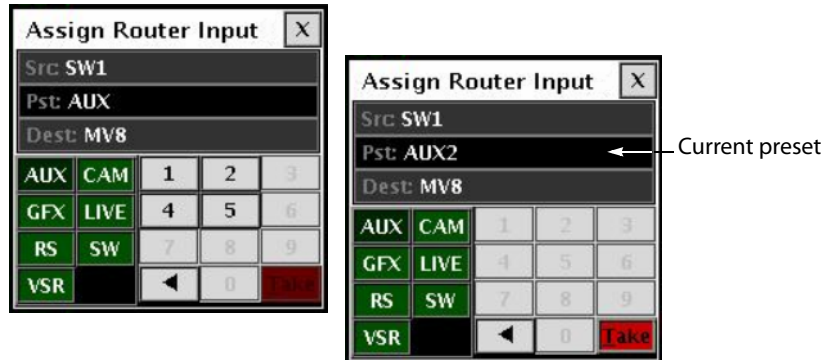 Assign Router Input X
Src: SW1
Pst: AUX
Dest: MV8
AUX CAM 1 2 3
GFX LIVE 4 5 6
RS SW 7 8 9
VSR ◀ 0 Take
Assign Router Input X
Src: SW1
Pst: AUX2
Dest: MV8
AUX CAM 1 2 3
GFX LIVE 4 5 6
RS SW 7 8 9
VSR ◀ 0 Take
Current preset